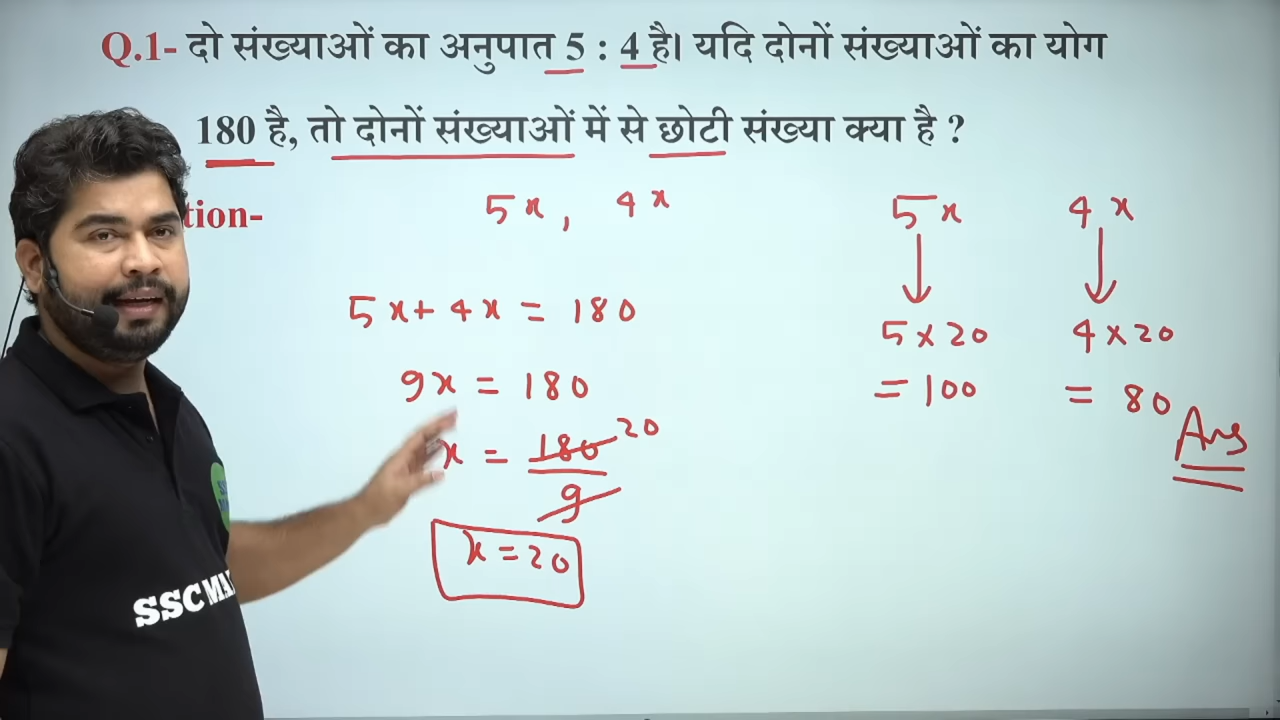 Q.1- दो संख्याओं का अनुपात 5 : 4 है। यदि दोनों संख्याओं का योग
180 है, तो दोनों संख्याओं में से छोटी संख्या क्या है ?
tion-
5x, 4x
5x+4x = 180
9x = 180
x = 180/9 20
x=20
5x 4x
5×20 4×20
=100 = 80
Ans
SSC MA